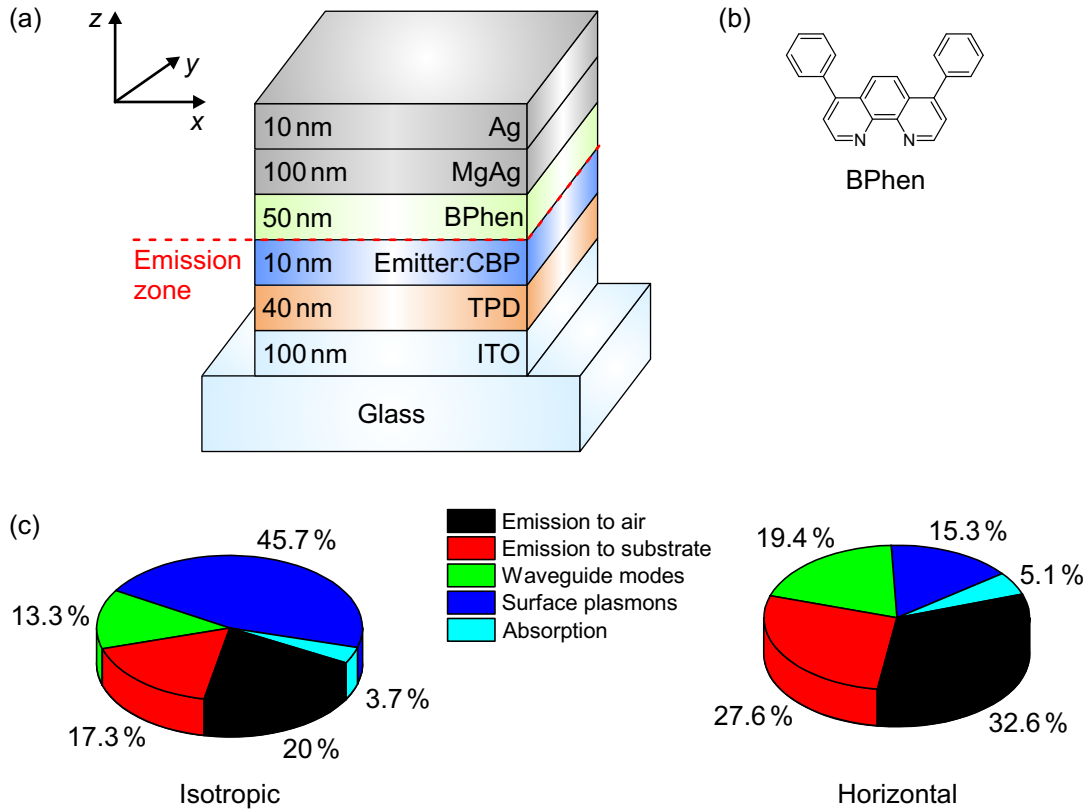 (a)
z
y
x
10 nm Ag
100 nm MgAg
50 nm BPhen
Emission
zone
10 nm Emitter:CBP
40 nm TPD
100 nm ITO
Glass
(b)
N N
BPhen
(c)
45.7 %
13.3 %
17.3 %
20 %
3.7 %
Isotropic
Emission to air
Emission to substrate
Waveguide modes
Surface plasmons
Absorption
19.4 %
15.3 %
5.1 %
27.6 %
32.6 %
Horizontal